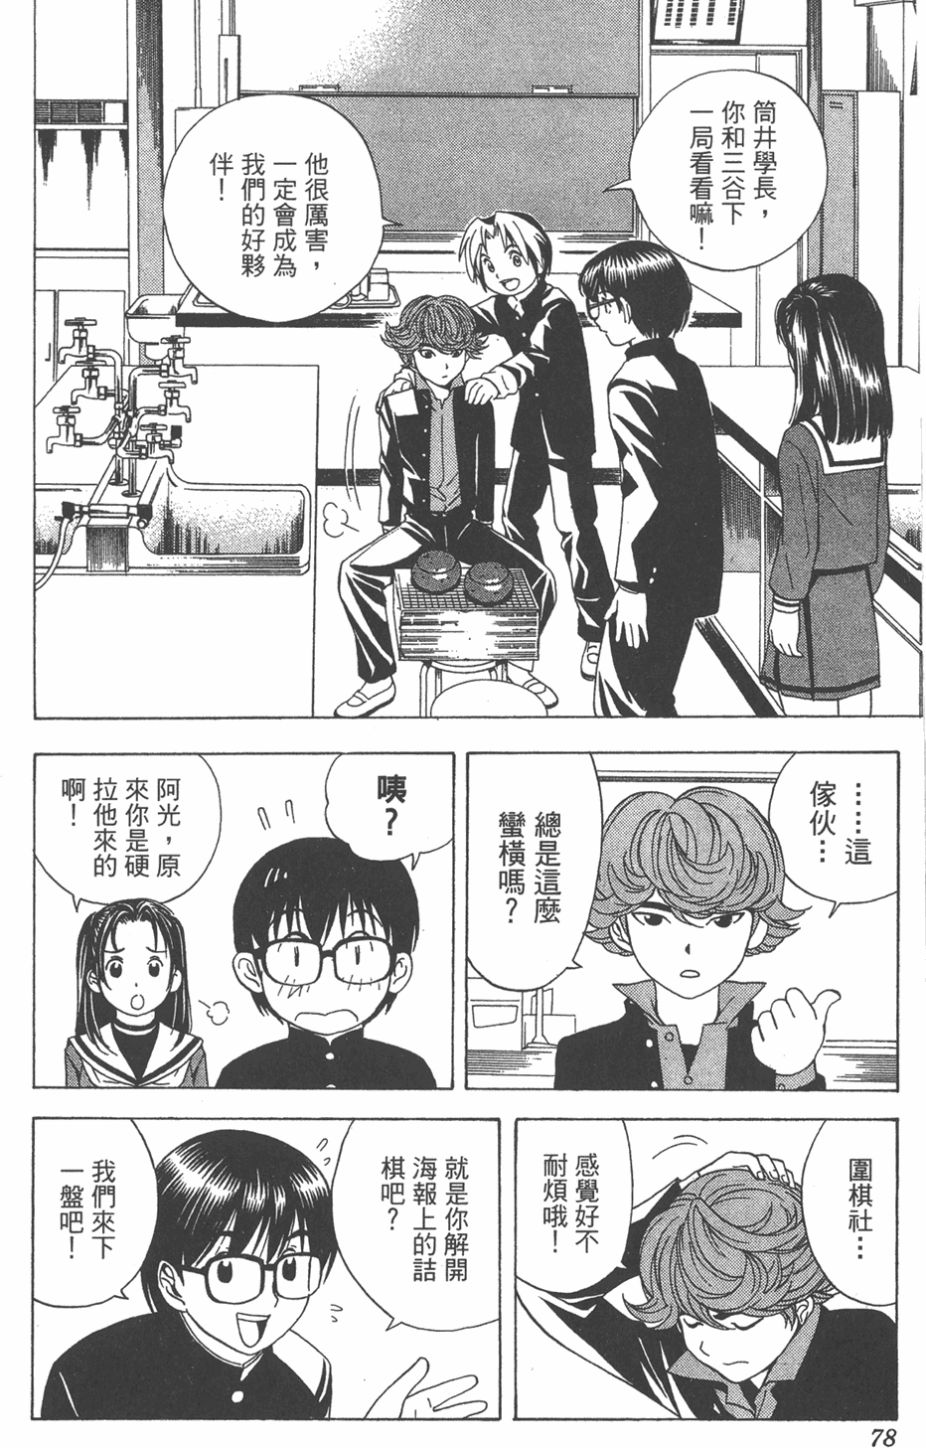 筒井學長，
你和三谷下
一局看看嘛！
他很厲害，
一定會成為
我們的好夥
伴！
……這
傢伙…
總是這麼
蠻橫嗎？
咦？
阿光，原
來你是硬
拉他來的
啊！
圍棋社…
感覺好不
耐煩哦！
就是你解開
海報上的詰
棋吧？
我們來下
一盤吧！
78